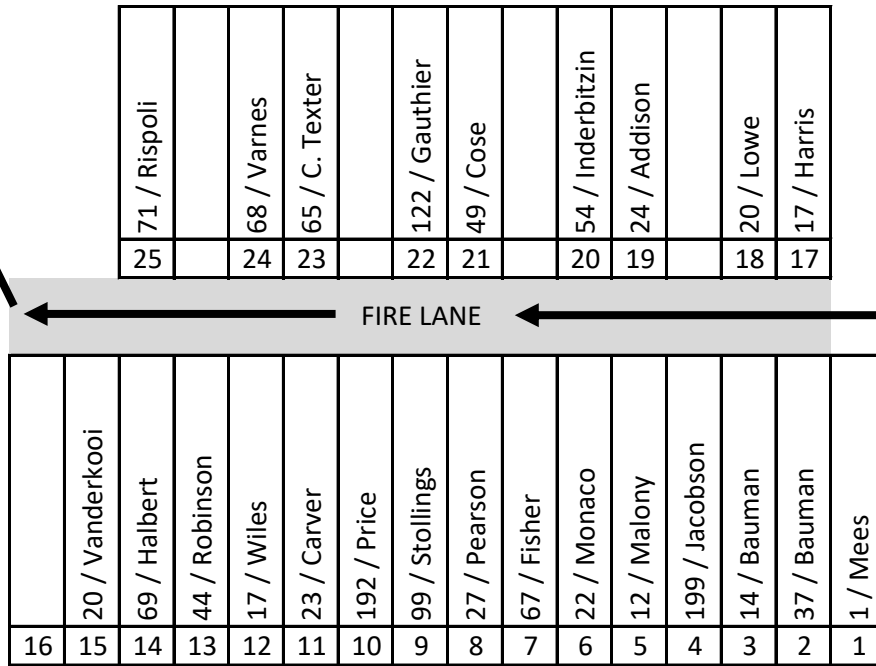 71 / Rispoli
68 / Varnes
65 / C. Texter
122 / Gauthier
49 / Cose
54 / Inderbitzin
24 / Addison
20 / Lowe
17 / Harris
25 24 23 22 21 20 19 18 17
FIRE LANE
20 / Vanderkooi
69 / Halbert
44 / Robinson
17 / Wiles
23 / Carver
192 / Price
99 / Stollings
27 / Pearson
67 / Fisher
22 / Monaco
12 / Malony
199 / Jacobson
14 / Bauman
37 / Bauman
1 / Mees
16 15 14 13 12 11 10 9 8 7 6 5 4 3 2 1